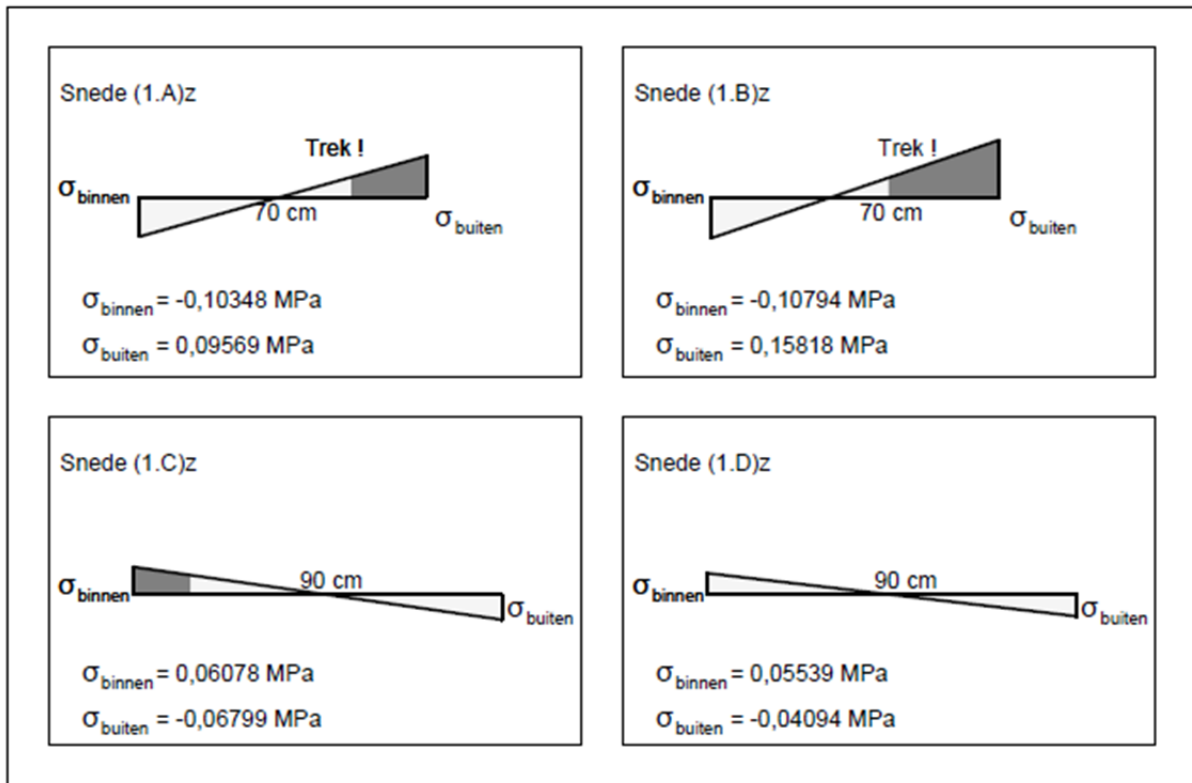 Snede (1.A)z
Trek !
σbinnen
70 cm
σbuiten
σbinnen = -0,10348 MPa
σbuiten = 0,09569 MPa
Snede (1.B)z
Trek !
σbinnen
70 cm
σbuiten
σbinnen = -0,10794 MPa
σbuiten = 0,15818 MPa
Snede (1.C)z
90 cm
σbinnen
σbuiten
σbinnen = 0,06078 MPa
σbuiten = -0,06799 MPa
Snede (1.D)z
90 cm
σbinnen
σbuiten
σbinnen = 0,05539 MPa
σbuiten = -0,04094 MPa